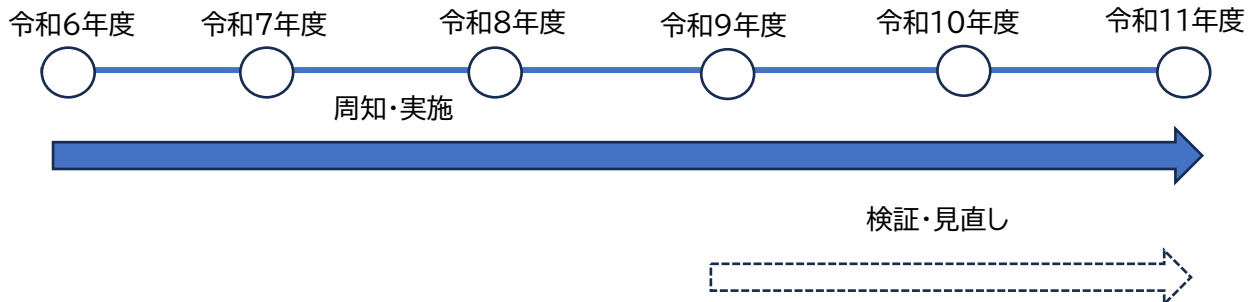 令和6年度 令和7年度 令和8年度 令和9年度 令和10年度 令和11年度
周知・実施
検証・見直し